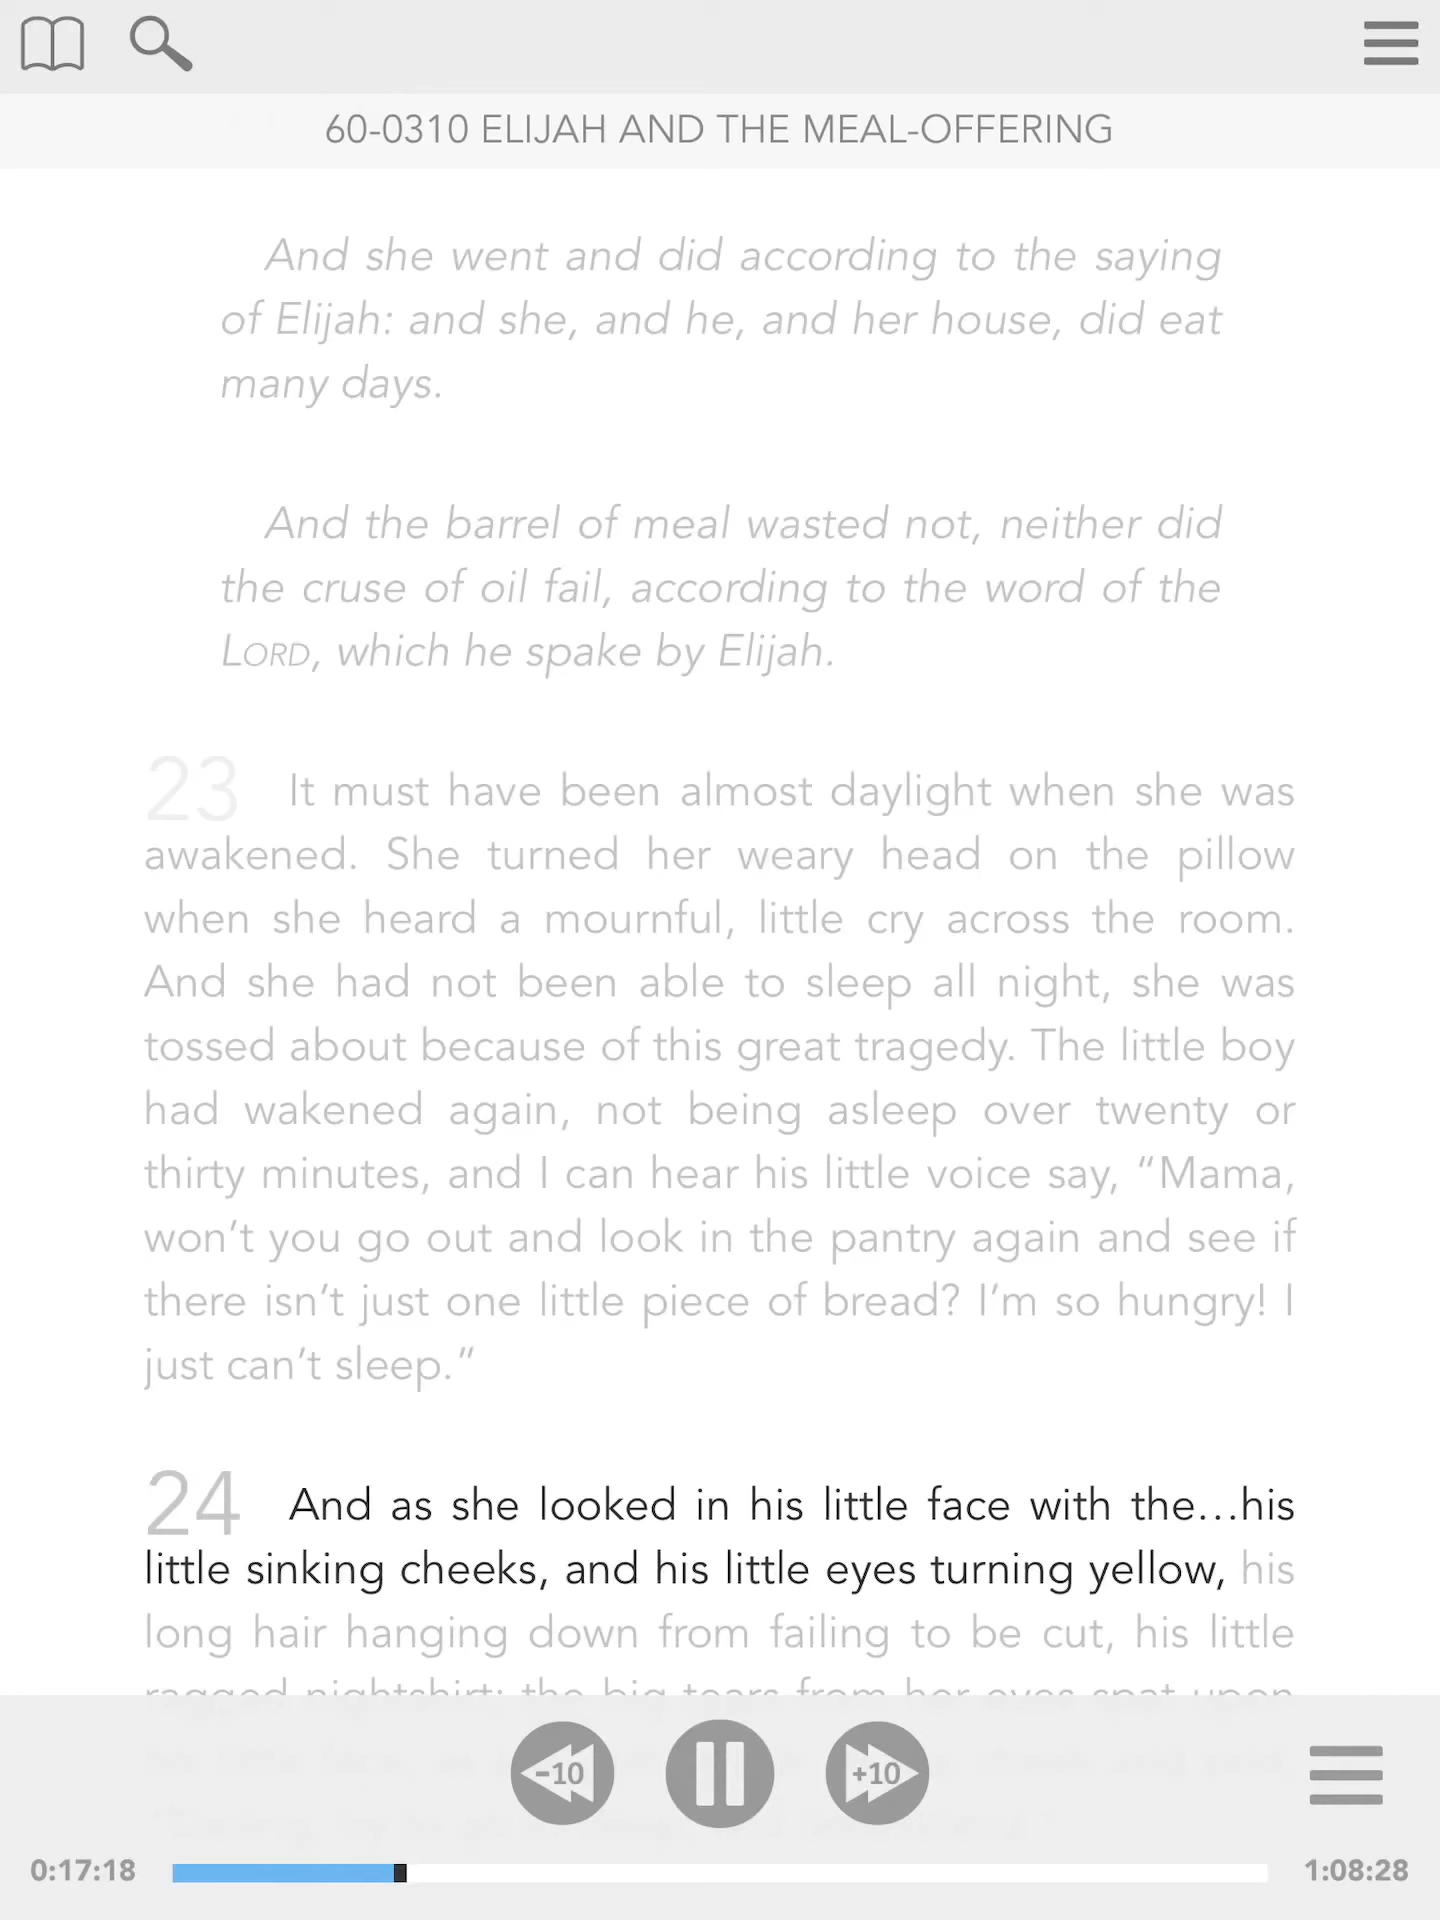 60-0310 ELIJAH AND THE MEAL-OFFERING
And she went and did according to the saying
of Elijah: and she, and he, and her house, did eat
many days.
And the barrel of meal wasted not, neither did
the cruse of oil fail, according to the word of the
LORD, which he spake by Elijah.
23 It must have been almost daylight when she was
awakened. She turned her weary head on the pillow
when she heard a mournful, little cry across the room.
And she had not been able to sleep all night, she was
tossed about because of this great tragedy. The little boy
had wakened again, not being asleep over twenty or
thirty minutes, and I can hear his little voice say, “Mama,
won’t you go out and look in the pantry again and see if
there isn’t just one little piece of bread? I’m so hungry! I
just can’t sleep.”
24 And as she looked in his little face with the…his
little sinking cheeks, and his little eyes turning yellow, his
long hair hanging down from failing to be cut, his little
ragged nightshirt; the big tears from her eyes spat upon
-10 +10
0:17:18 1:08:28